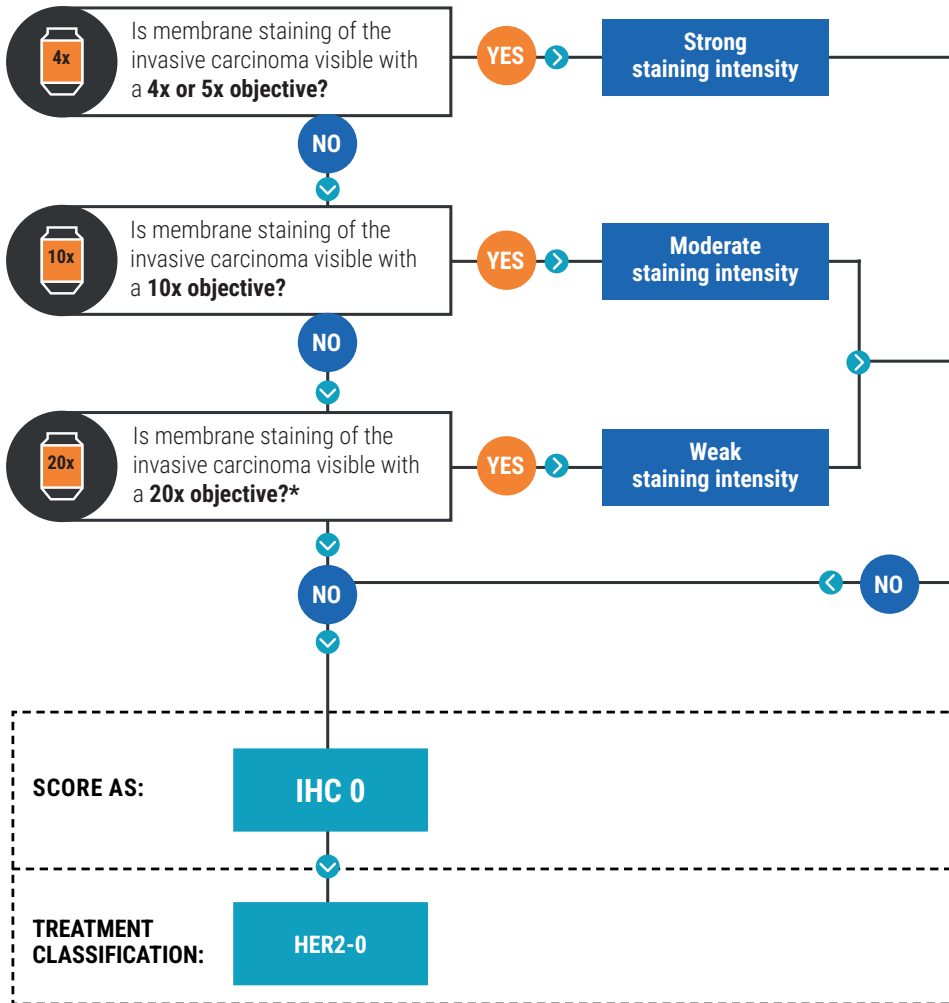 4x
Is membrane staining of the
invasive carcinoma visible with
a 4x or 5x objective?
YES
Strong
staining intensity
NO
10x
Is membrane staining of the
invasive carcinoma visible with
a 10x objective?
YES
Moderate
staining intensity
NO
20x
Is membrane staining of the
invasive carcinoma visible with
a 20x objective?*
YES
Weak
staining intensity
NO
NO
SCORE AS:
IHC 0
TREATMENT
CLASSIFICATION:
HER2-0